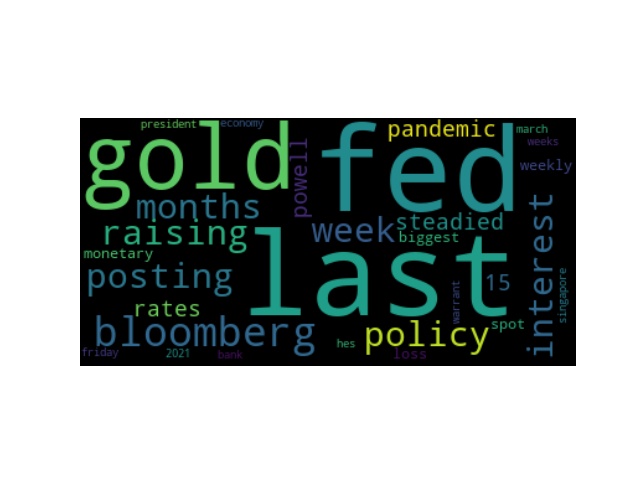 president economy
gold fed pandemic march
weeks
powell weekly
months
week steadied
raising biggest
monetary last interest
posting 15 singapore
warrant
rates
bloomberg policy spot
hes
friday 2021 bank loss